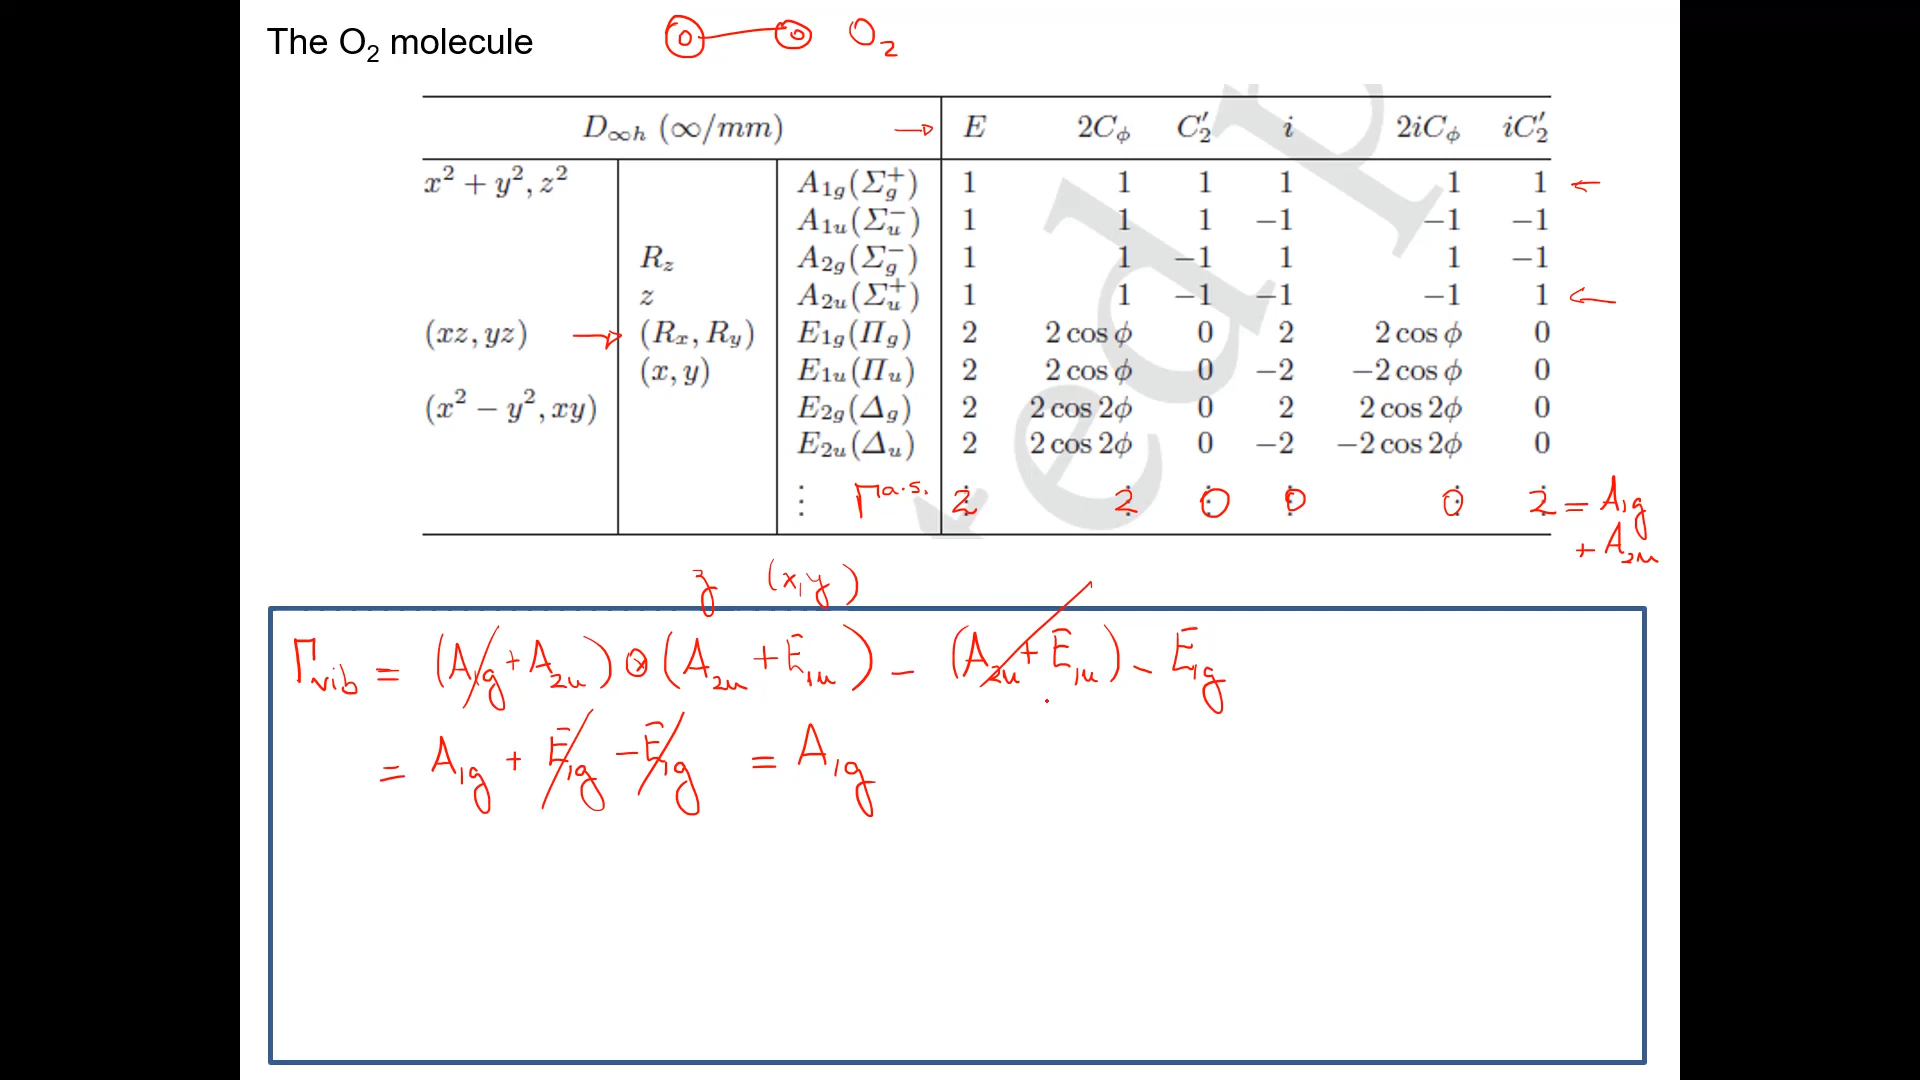 The O₂ molecule O₂
D∞h (∞/mm) → E 2Cϕ C′₂ i 2iCϕ iC′₂
x² + y², z² A₁g(Σg⁺) 1 1 1 1 1 1 ←
A₁u(Σu⁻) 1 1 1 −1 −1 −1
Rz A₂g(Σg⁻) 1 1 −1 1 1 −1
z A₂u(Σu⁺) 1 1 −1 −1 −1 1 ←
(xz, yz) → (Rx, Ry) E₁g(Πg) 2 2 cos ϕ 0 2 2 cos ϕ 0
(x, y) E₁u(Πu) 2 2 cos ϕ 0 −2 −2 cos ϕ 0
(x² − y², xy) E₂g(Δg) 2 2 cos 2ϕ 0 2 2 cos 2ϕ 0
E₂u(Δu) 2 2 cos 2ϕ 0 −2 −2 cos 2ϕ 0
⋮ Γᵃ·ˢ· 2 2 0 0 0 2 = A₁g
+ A₂u
z (x, y)
Γvib = (A₁g + A₂u) ⊗ (A₂u + E₁u) − (A₂u + E₁u) − E₁g
= A₁g + E₁g − E₁g = A₁g